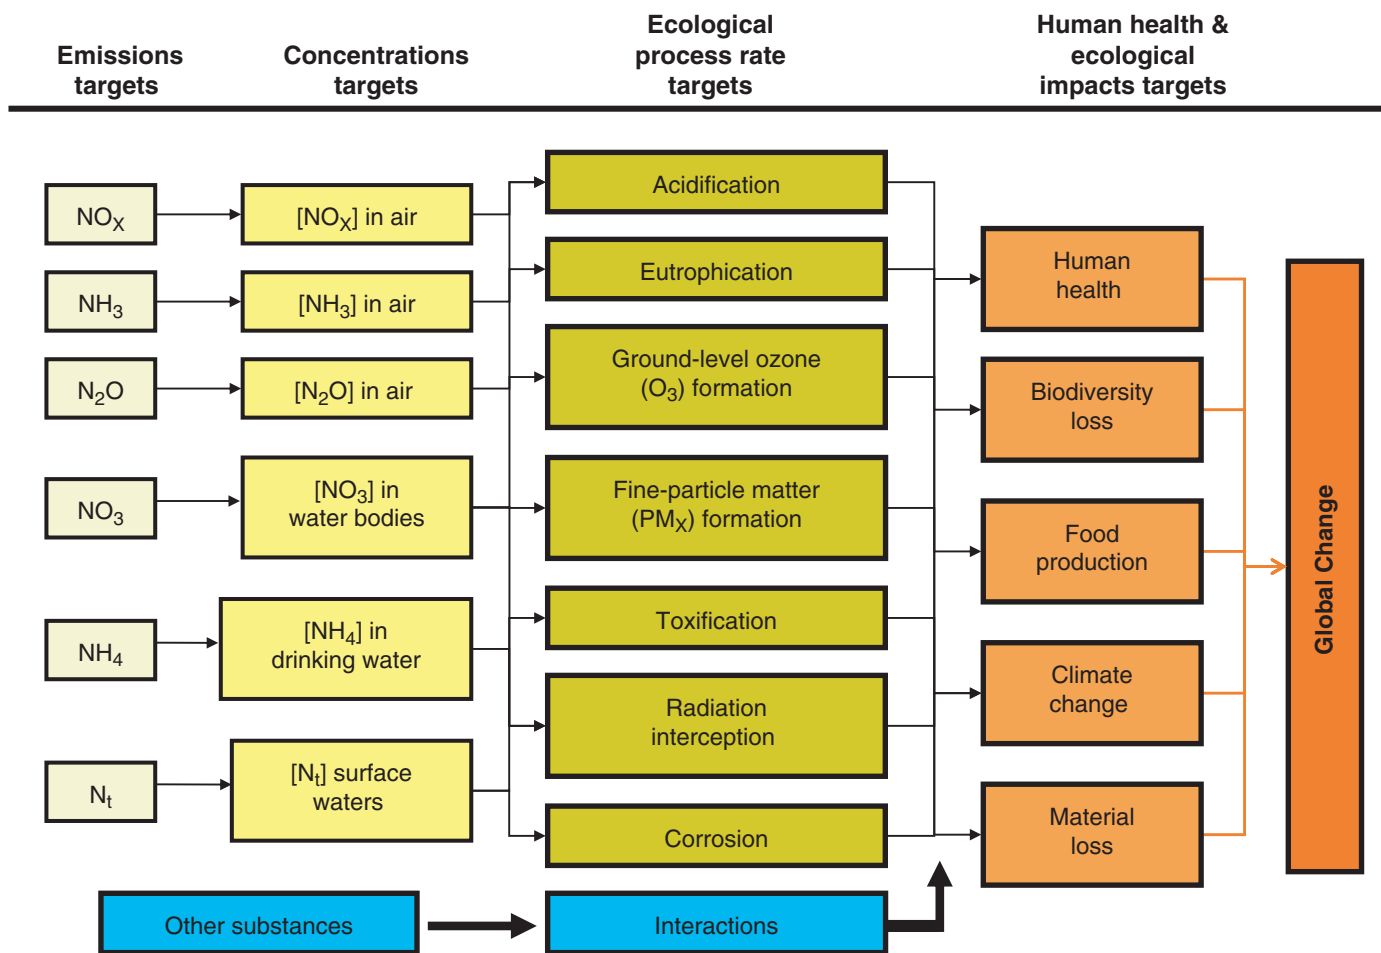 Emissions
targets
Concentrations
targets
Ecological
process rate
targets
Human health &
ecological
impacts targets
NOX
NH3
N2O
NO3
NH4
Nt
[NOX] in air
[NH3] in air
[N2O] in air
[NO3] in
water bodies
[NH4] in
drinking water
[Nt] surface
waters
Acidification
Eutrophication
Ground-level ozone
(O3) formation
Fine-particle matter
(PMX) formation
Toxification
Radiation
interception
Corrosion
Human
health
Biodiversity
loss
Food
production
Climate
change
Material
loss
Global Change
Other substances
Interactions